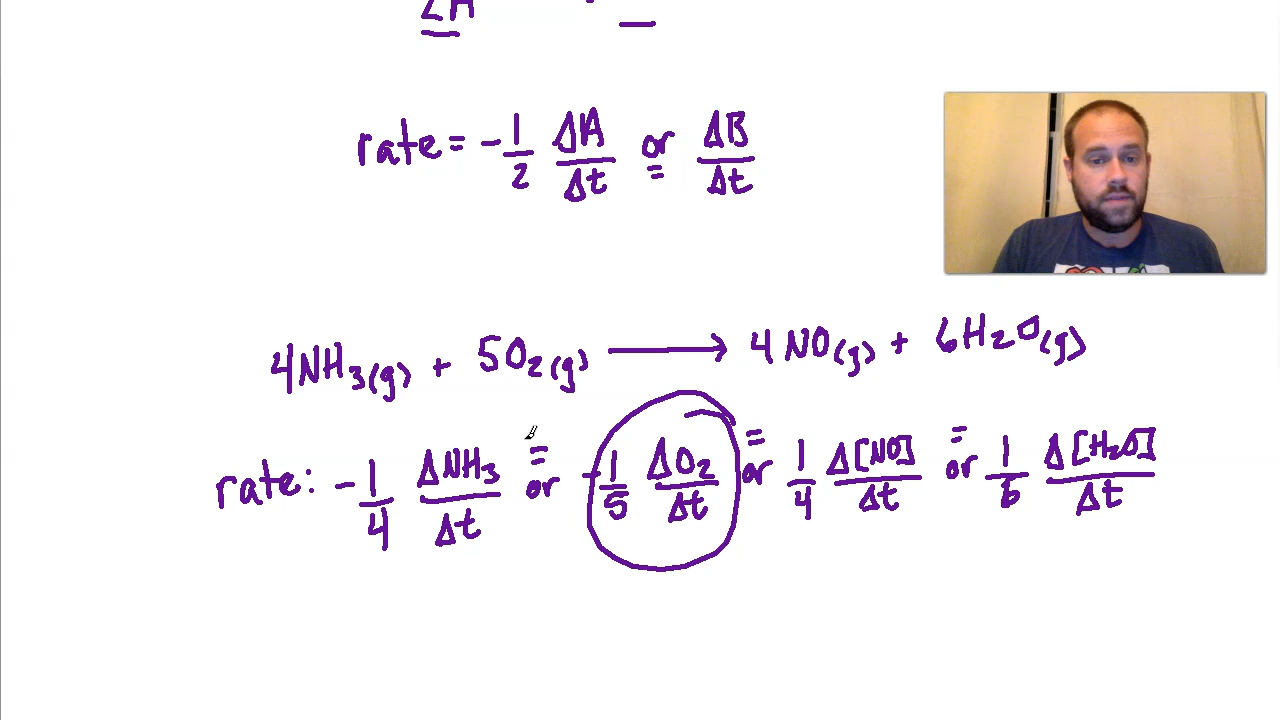 2A
rate = -1/2 ΔA/Δt or ΔB/Δt
4NH₃(g) + 5O₂(g) ⟶ 4NO(g) + 6H₂O(g)
rate: -1/4 ΔNH₃/Δt = or -1/5 ΔO₂/Δt = or 1/4 Δ[NO]/Δt = or 1/6 Δ[H₂O]/Δt